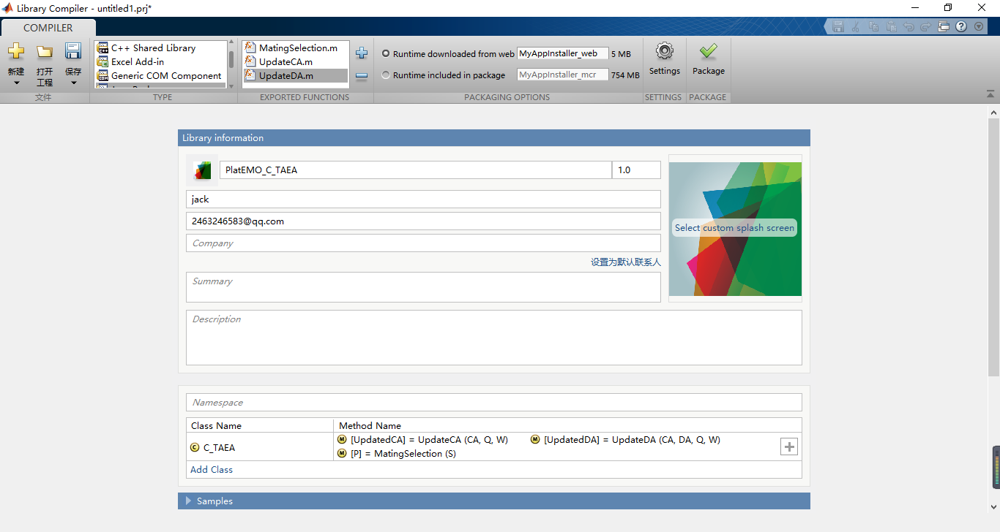 Library Compiler - untitled1.prj*
COMPILER
新建
打开
工程
保存
文件
C++ Shared Library
Excel Add-in
Generic COM Component
TYPE
MatingSelection.m
UpdateCA.m
UpdateDA.m
EXPORTED FUNCTIONS
Runtime downloaded from web MyAppInstaller_web 5 MB
Runtime included in package MyAppInstaller_mcr 754 MB
PACKAGING OPTIONS
Settings
SETTINGS
Package
PACKAGE
Library information
PlatEMO_C_TAEA 1.0
jack
2463246583@qq.com
Company
设置为默认联系人
Select custom splash screen
Summary
Description
Namespace
Class Name Method Name
C C_TAEA
M [UpdatedCA] = UpdateCA (CA, Q, W) M [UpdatedDA] = UpdateDA (CA, DA, Q, W)
M [P] = MatingSelection (S)
Add Class
Samples